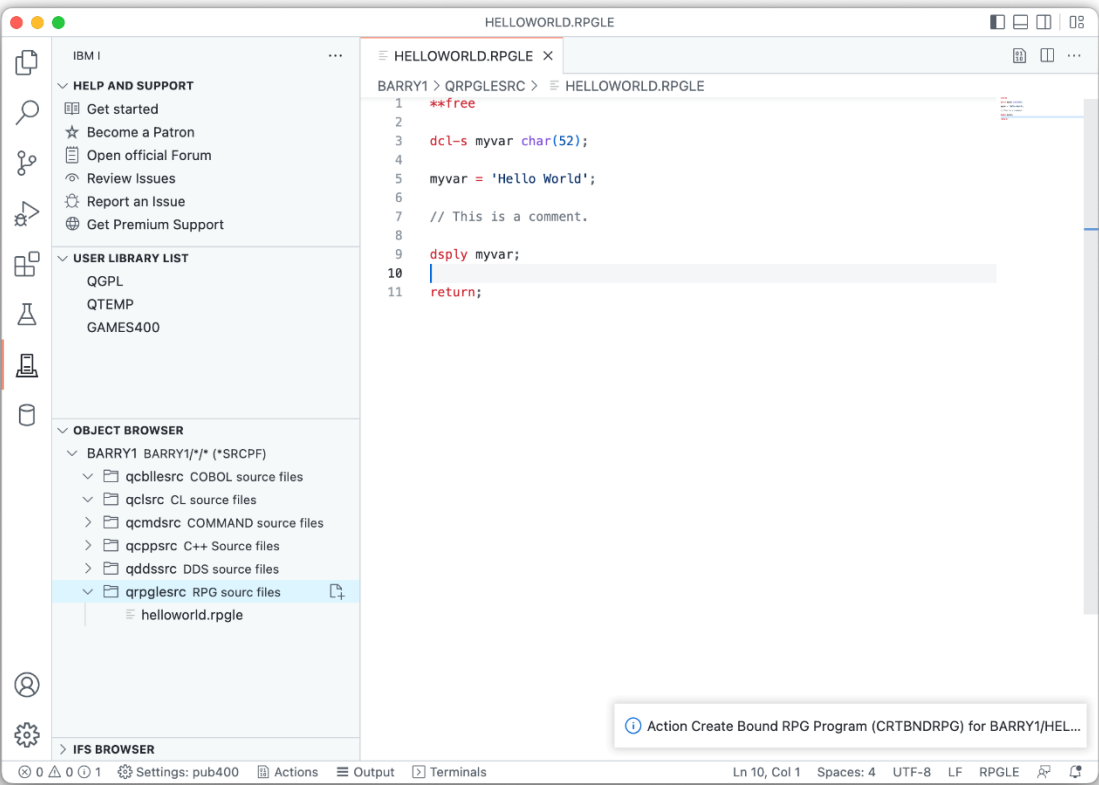 HELLOWORLD.RPGLE
IBM I
HELP AND SUPPORT
Get started
Become a Patron
Open official Forum
Review Issues
Report an Issue
Get Premium Support
USER LIBRARY LIST
QGPL
QTEMP
GAMES400
OBJECT BROWSER
BARRY1 BARRY1/*/* (*SRCPF)
qcbllesrc COBOL source files
qclsrc CL source files
qcmdsrc COMMAND source files
qcppsrc C++ Source files
qddssrc DDS source files
qrpglesrc RPG sourc files
helloworld.rpgle
IFS BROWSER
HELLOWORLD.RPGLE
BARRY1 > QRPGLESRC > HELLOWORLD.RPGLE
1 **free
2
3 dcl-s myvar char(52);
4
5 myvar = 'Hello World';
6
7 // This is a comment.
8
9 dsply myvar;
10
11 return;
Action Create Bound RPG Program (CRTBNDRPG) for BARRY1/HEL...
0 0 1 Settings: pub400 Actions Output Terminals Ln 10, Col 1 Spaces: 4 UTF-8 LF RPGLE